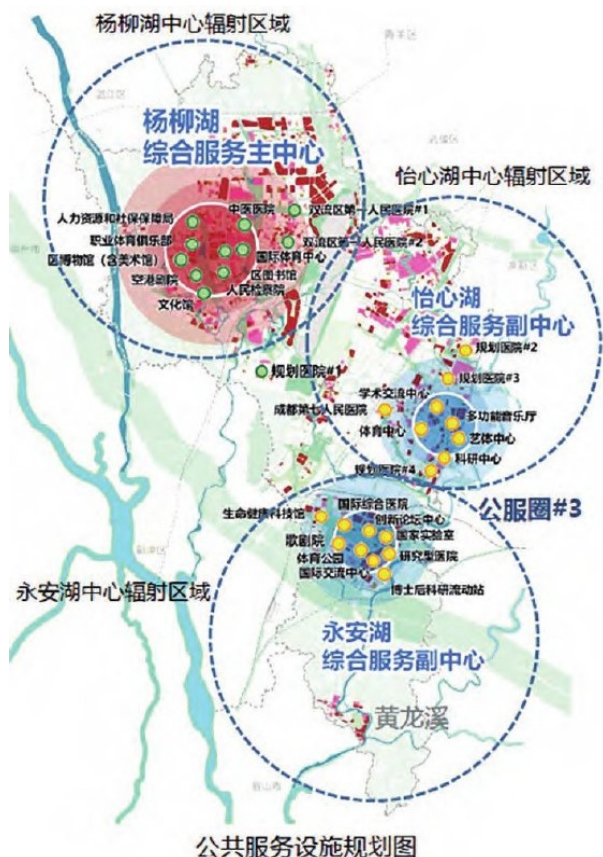 杨柳湖中心辐射区域
杨柳湖
综合服务主中心
怡心湖中心辐射区域
人力资源和社保保障局
中医医院
双流区第一人民医院#1
职业体育俱乐部
双流区第一人民医院#2
区博物馆（含美术馆）
国际体育中心
空港剧院
区图书馆
人民检察院
文化馆
怡心湖
综合服务副中心
规划医院#2
规划医院#1
规划医院#3
学术交流中心
成都第七人民医院
多功能音乐厅
体育中心
艺体中心
科研中心
规划医院#4
公服圈#3
国际综合医院
生命健康科技馆
创新论坛中心
国家实验室
歌剧院
体育公园
研究型医院
国际交流中心
博士后科研流动站
永安湖中心辐射区域
永安湖
综合服务副中心
黄龙溪
公共服务设施规划图